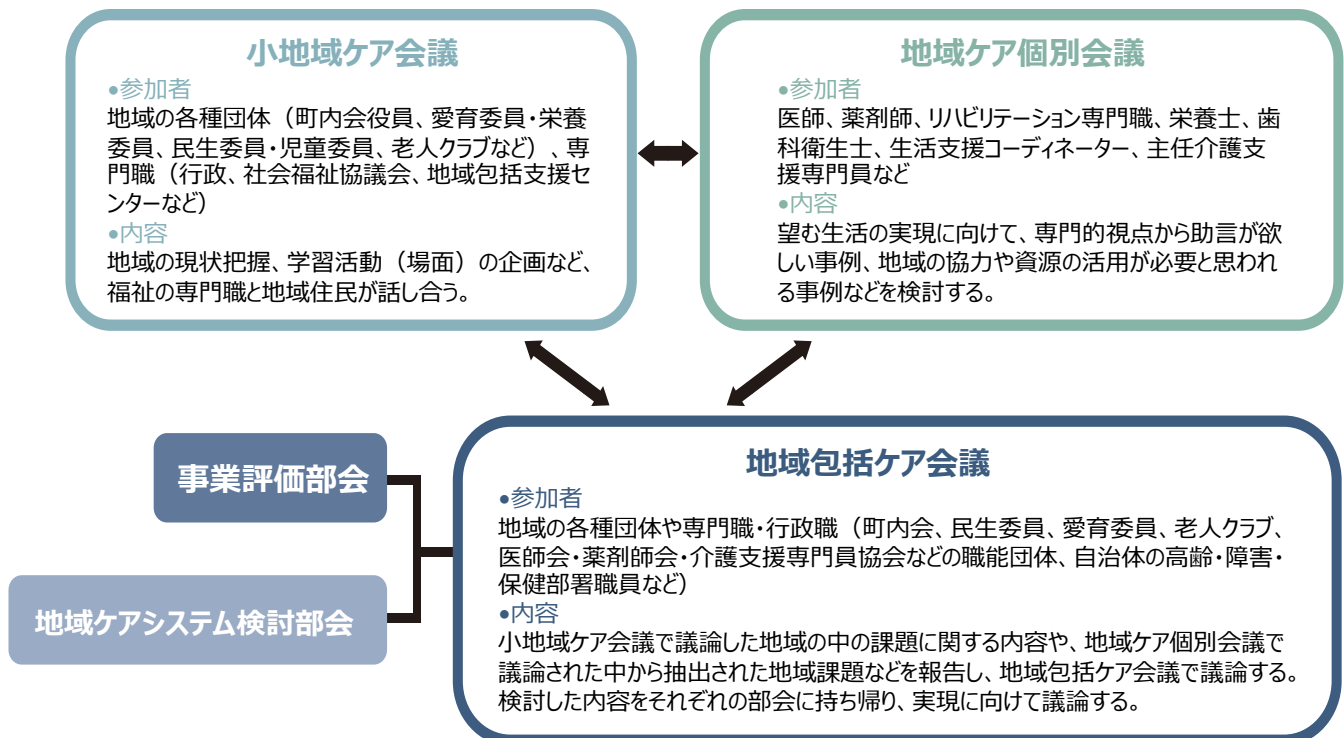 小地域ケア会議
•参加者
地域の各種団体（町内会役員、愛育委員・栄養
委員、民生委員・児童委員、老人クラブなど）、専
門職（行政、社会福祉協議会、地域包括支援セ
ンターなど）
•内容
地域の現状把握、学習活動（場面）の企画など、
福祉の専門職と地域住民が話し合う。
地域ケア個別会議
•参加者
医師、薬剤師、リハビリテーション専門職、栄養士、歯
科衛生士、生活支援コーディネーター、主任介護支
援専門員など
•内容
望む生活の実現に向けて、専門的視点から助言が欲
しい事例、地域の協力や資源の活用が必要と思われ
る事例などを検討する。
事業評価部会
地域ケアシステム検討部会
地域包括ケア会議
•参加者
地域の各種団体や専門職・行政職（町内会、民生委員、愛育委員、老人クラブ、
医師会・薬剤師会・介護支援専門員協会などの職能団体、自治体の高齢・障害・
保健部署職員など）
•内容
小地域ケア会議で議論した地域の中の課題に関する内容や、地域ケア個別会議で
議論された中から抽出された地域課題などを報告し、地域包括ケア会議で議論する。
検討した内容をそれぞれの部会に持ち帰り、実現に向けて議論する。